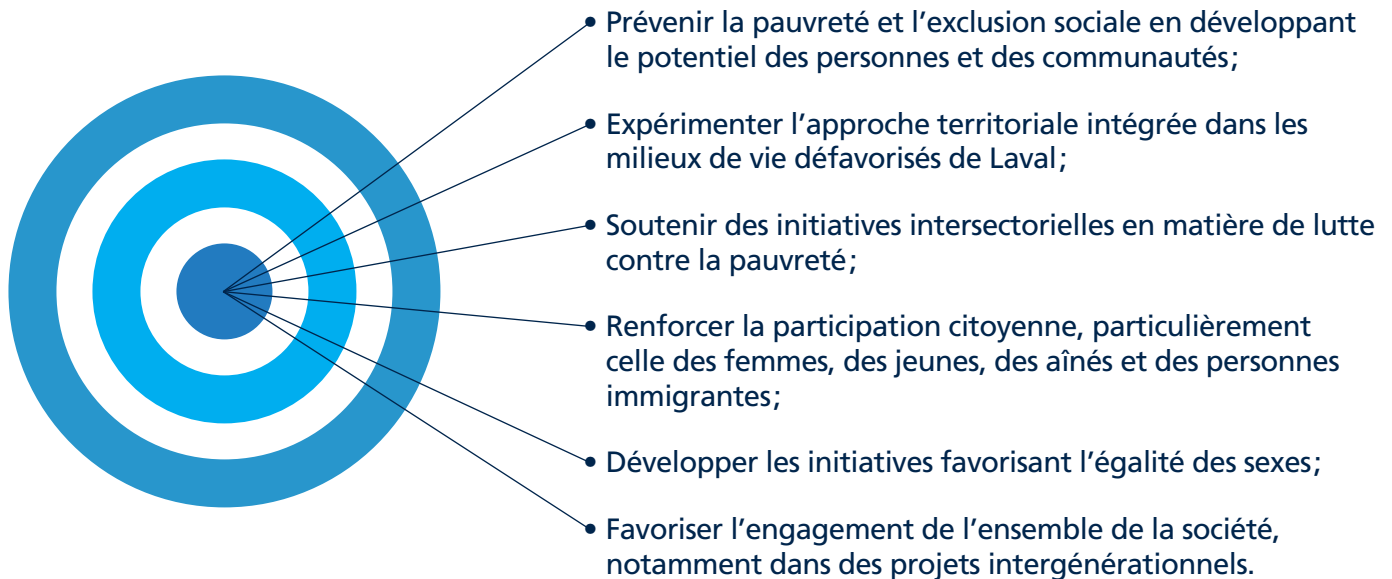 • Prévenir la pauvreté et l’exclusion sociale en développant
le potentiel des personnes et des communautés;
• Expérimenter l’approche territoriale intégrée dans les
milieux de vie défavorisés de Laval;
• Soutenir des initiatives intersectorielles en matière de lutte
contre la pauvreté;
• Renforcer la participation citoyenne, particulièrement
celle des femmes, des jeunes, des aînés et des personnes
immigrantes;
• Développer les initiatives favorisant l’égalité des sexes;
• Favoriser l’engagement de l’ensemble de la société,
notamment dans des projets intergénérationnels.